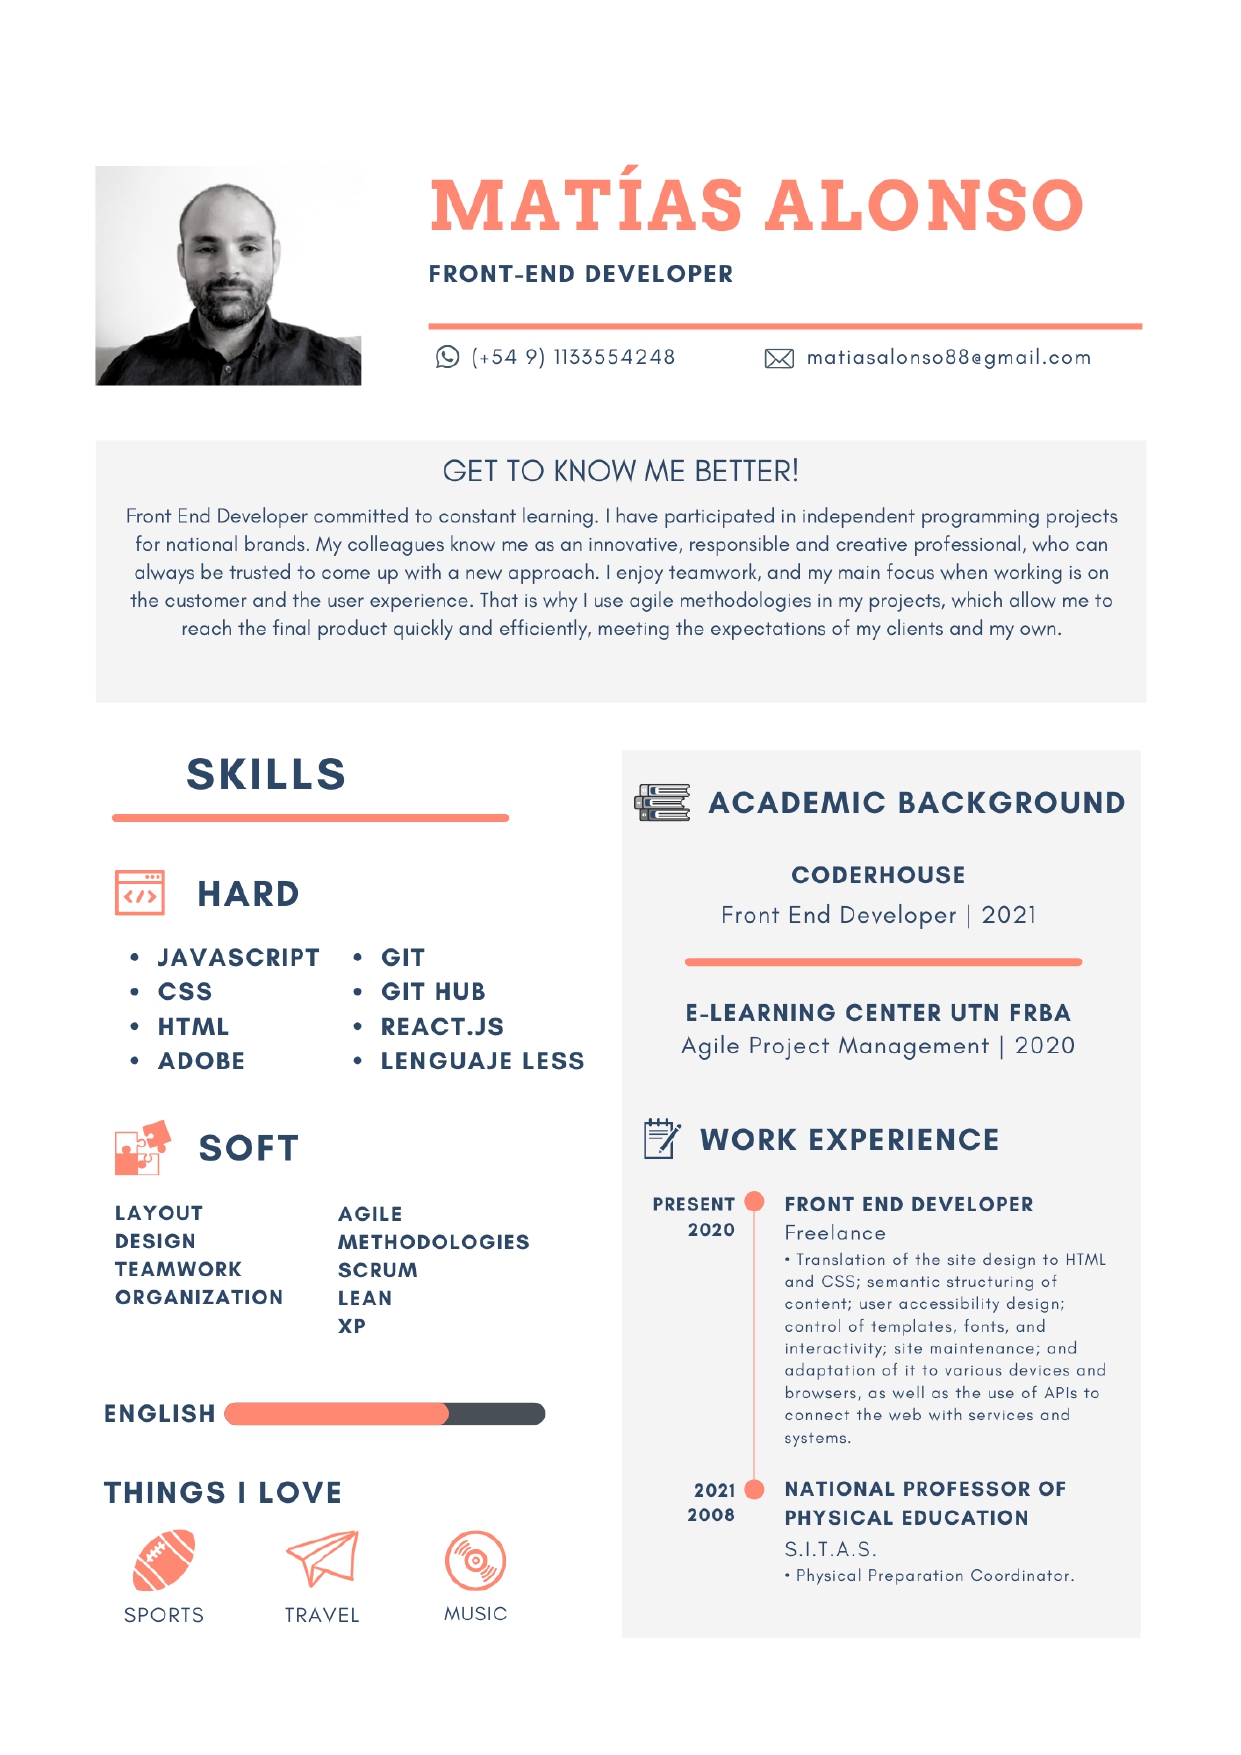 MATÍAS ALONSO
FRONT-END DEVELOPER
(+54 9) 1133554248
matiasalonso88@gmail.com
GET TO KNOW ME BETTER!
Front End Developer committed to constant learning. I have participated in independent programming projects
for national brands. My colleagues know me as an innovative, responsible and creative professional, who can
always be trusted to come up with a new approach. I enjoy teamwork, and my main focus when working is on
the customer and the user experience. That is why I use agile methodologies in my projects, which allow me to
reach the final product quickly and efficiently, meeting the expectations of my clients and my own.
SKILLS
HARD
• JAVASCRIPT
• CSS
• HTML
• ADOBE
• GIT
• GIT HUB
• REACT.JS
• LENGUAJE LESS
SOFT
LAYOUT
DESIGN
TEAMWORK
ORGANIZATION
AGILE
METHODOLOGIES
SCRUM
LEAN
XP
ENGLISH
THINGS I LOVE
SPORTS
TRAVEL
MUSIC
ACADEMIC BACKGROUND
CODERHOUSE
Front End Developer | 2021
E-LEARNING CENTER UTN FRBA
Agile Project Management | 2020
WORK EXPERIENCE
PRESENT
2020
FRONT END DEVELOPER
Freelance
• Translation of the site design to HTML
and CSS; semantic structuring of
content; user accessibility design;
control of templates, fonts, and
interactivity; site maintenance; and
adaptation of it to various devices and
browsers, as well as the use of APIs to
connect the web with services and
systems.
2021
2008
NATIONAL PROFESSOR OF
PHYSICAL EDUCATION
S.I.T.A.S.
• Physical Preparation Coordinator.